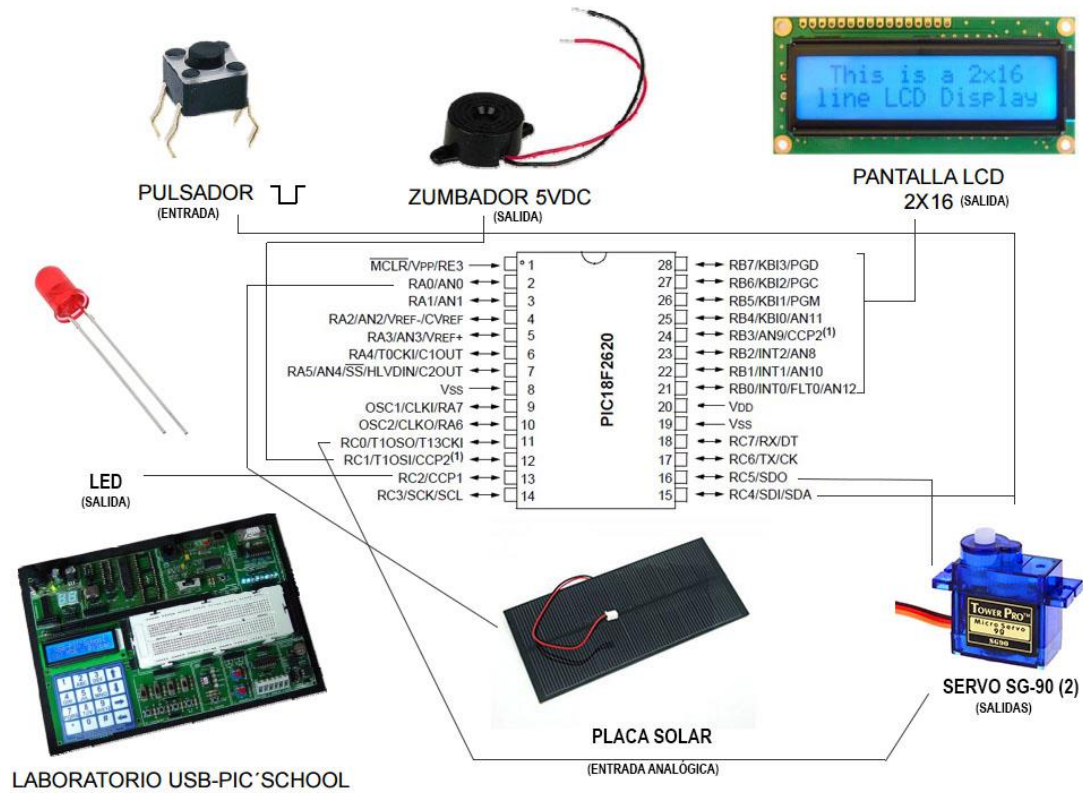 This is a 2x16
line LCD Display
PULSADOR
(ENTRADA)
ZUMBADOR 5VDC
(SALIDA)
PANTALLA LCD
2X16 (SALIDA)
MCLR/VPP/RE3
RA0/AN0
RA1/AN1
RA2/AN2/VREF-/CVREF
RA3/AN3/VREF+
RA4/T0CKI/C1OUT
RA5/AN4/SS/HLVDIN/C2OUT
VSS
OSC1/CLKI/RA7
OSC2/CLKO/RA6
RC0/T1OSO/T13CKI
RC1/T1OSI/CCP2(1)
RC2/CCP1
RC3/SCK/SCL
1
2
3
4
5
6
7
8
9
10
11
12
13
14
PIC18F2620
28
27
26
25
24
23
22
21
20
19
18
17
16
15
RB7/KBI3/PGD
RB6/KBI2/PGC
RB5/KBI1/PGM
RB4/KBI0/AN11
RB3/AN9/CCP2(1)
RB2/INT2/AN8
RB1/INT1/AN10
RB0/INT0/FLT0/AN12
VDD
VSS
RC7/RX/DT
RC6/TX/CK
RC5/SDO
RC4/SDI/SDA
LED
(SALIDA)
TOWER PRO™
Micro Servo
9g
SG90
SERVO SG-90 (2)
(SALIDAS)
PLACA SOLAR
(ENTRADA ANALÓGICA)
LABORATORIO USB-PIC´SCHOOL